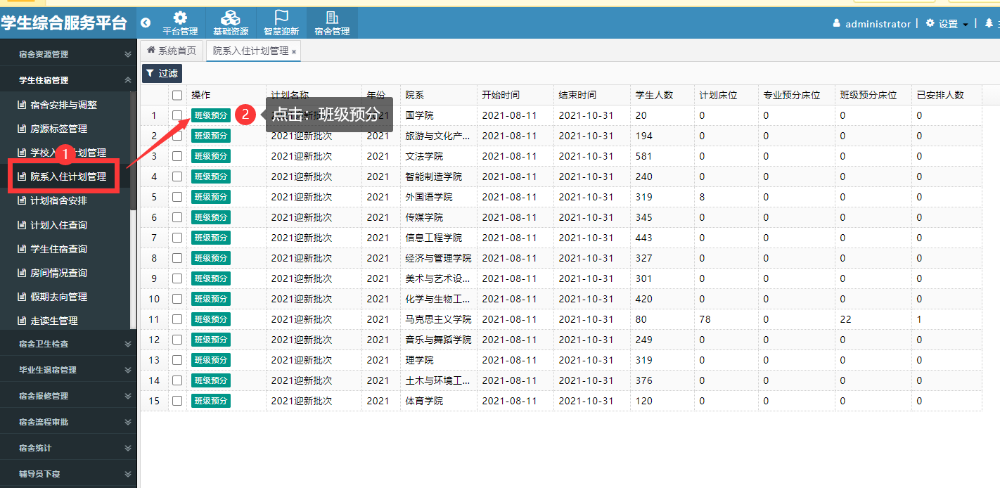 学生综合服务平台
平台管理 基础资源 智慧迎新 宿舍管理
administrator | 设置 |
宿舍资源管理
学生住宿管理
宿舍安排与调整
房源标签管理
学校入 划管理
1
院系入住计划管理
计划宿舍安排
计划入住查询
学生住宿查询
房间情况查询
假期去向管理
走读生管理
宿舍卫生检查
毕业生退宿管理
宿舍报修管理
宿舍流程审批
宿舍统计
辅导员下寝
系统首页 院系入住计划管理 ×
过滤
操作 计划名称 年份 院系 开始时间 结束时间 学生人数 计划床位 专业预分床位 班级预分床位 已安排人数
2 点击：班级预分
1 班级预分 2021迎新批次 2021 国学院 2021-08-11 2021-10-31 20 0 0 0 0
2 班级预分 2021迎新批次 2021 旅游与文化产... 2021-08-11 2021-10-31 194 0 0 0 0
3 班级预分 2021迎新批次 2021 文法学院 2021-08-11 2021-10-31 581 0 0 0 0
4 班级预分 2021迎新批次 2021 智能制造学院 2021-08-11 2021-10-31 240 0 0 0 0
5 班级预分 2021迎新批次 2021 外国语学院 2021-08-11 2021-10-31 319 8 0 0 0
6 班级预分 2021迎新批次 2021 传媒学院 2021-08-11 2021-10-31 345 0 0 0 0
7 班级预分 2021迎新批次 2021 信息工程学院 2021-08-11 2021-10-31 443 0 0 0 0
8 班级预分 2021迎新批次 2021 经济与管理学院 2021-08-11 2021-10-31 327 0 0 0 0
9 班级预分 2021迎新批次 2021 美术与艺术设... 2021-08-11 2021-10-31 301 0 0 0 0
10 班级预分 2021迎新批次 2021 化学与生物工... 2021-08-11 2021-10-31 420 0 0 0 0
11 班级预分 2021迎新批次 2021 马克思主义学院 2021-08-11 2021-10-31 80 78 0 22 1
12 班级预分 2021迎新批次 2021 音乐与舞蹈学院 2021-08-11 2021-10-31 249 0 0 0 0
13 班级预分 2021迎新批次 2021 理学院 2021-08-11 2021-10-31 319 0 0 0 0
14 班级预分 2021迎新批次 2021 土木与环境工... 2021-08-11 2021-10-31 376 0 0 0 0
15 班级预分 2021迎新批次 2021 体育学院 2021-08-11 2021-10-31 120 0 0 0 0